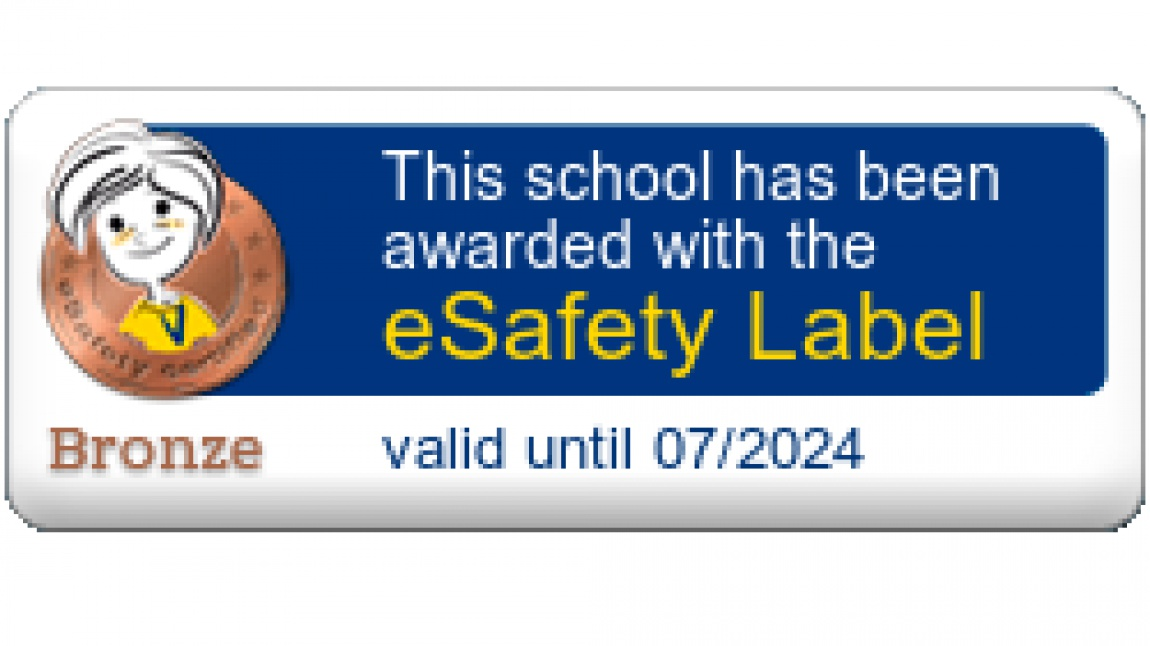 This school has been
awarded with the
eSafety Label
Bronze
valid until 07/2024